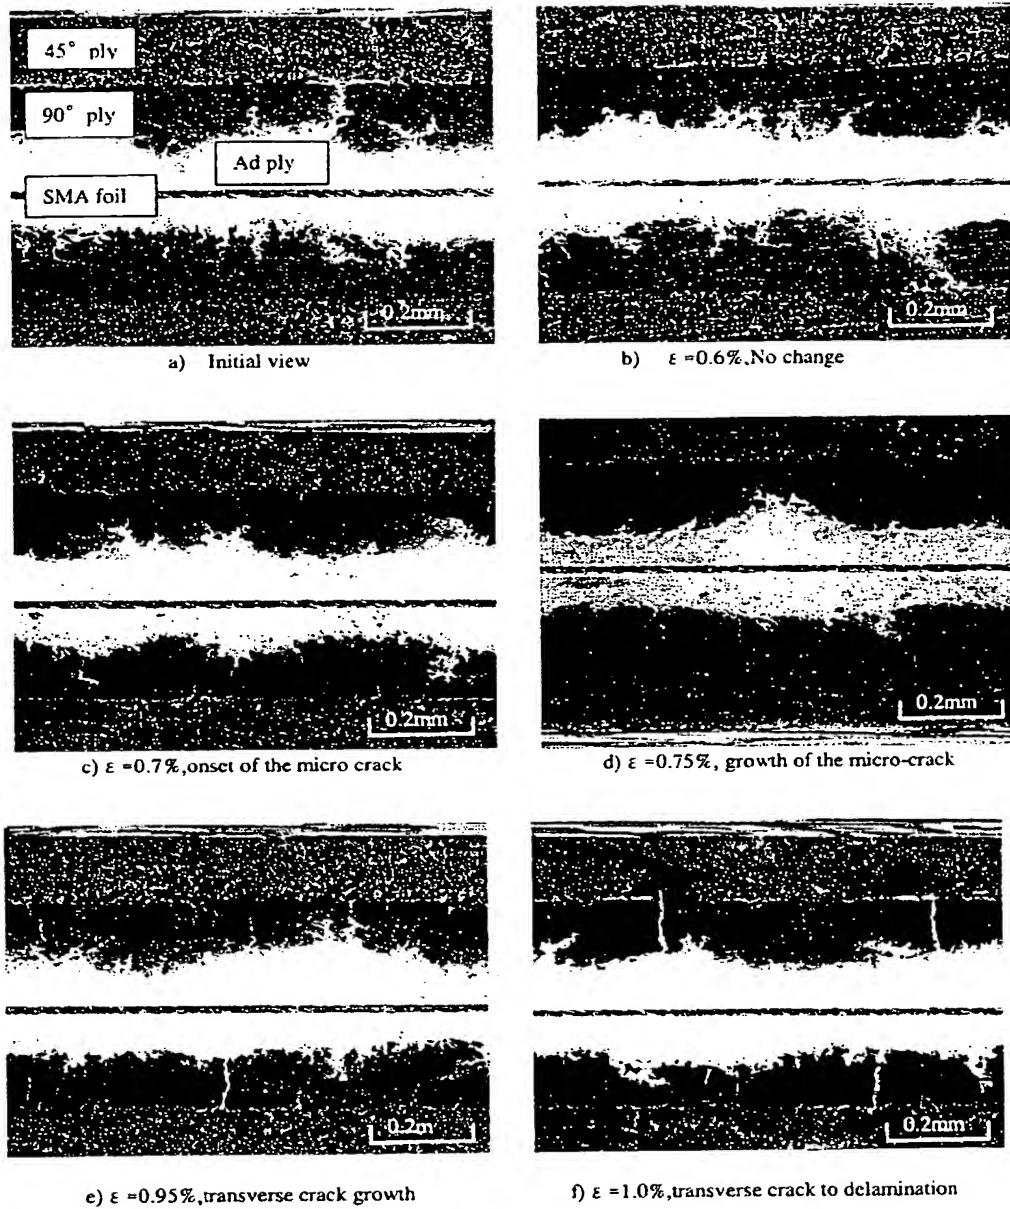 45° ply
90° ply
Ad ply
SMA foil
0.2mm
a) Initial view
0.2mm
b) ε =0.6%,No change
0.2mm
c) ε =0.7%,onset of the micro crack
0.2mm
d) ε =0.75%, growth of the micro-crack
0.2m
e) ε =0.95%,transverse crack growth
0.2mm
f) ε =1.0%,transverse crack to delamination